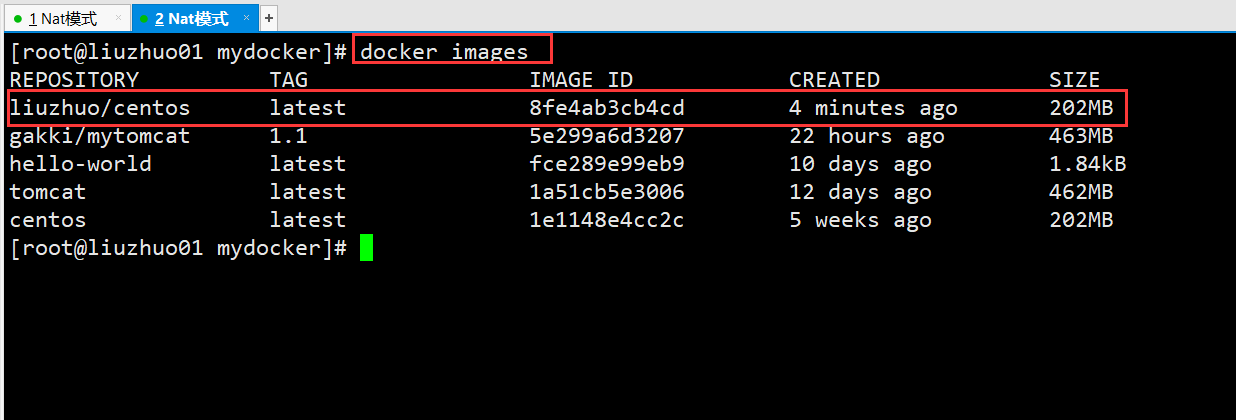 1 Nat模式 × 2 Nat模式 × +
[root@liuzhuo01 mydocker]# docker images
REPOSITORY TAG IMAGE ID CREATED SIZE
liuzhuo/centos latest 8fe4ab3cb4cd 4 minutes ago 202MB
gakki/mytomcat 1.1 5e299a6d3207 22 hours ago 463MB
hello-world latest fce289e99eb9 10 days ago 1.84kB
tomcat latest 1a51cb5e3006 12 days ago 462MB
centos latest 1e1148e4cc2c 5 weeks ago 202MB
[root@liuzhuo01 mydocker]#